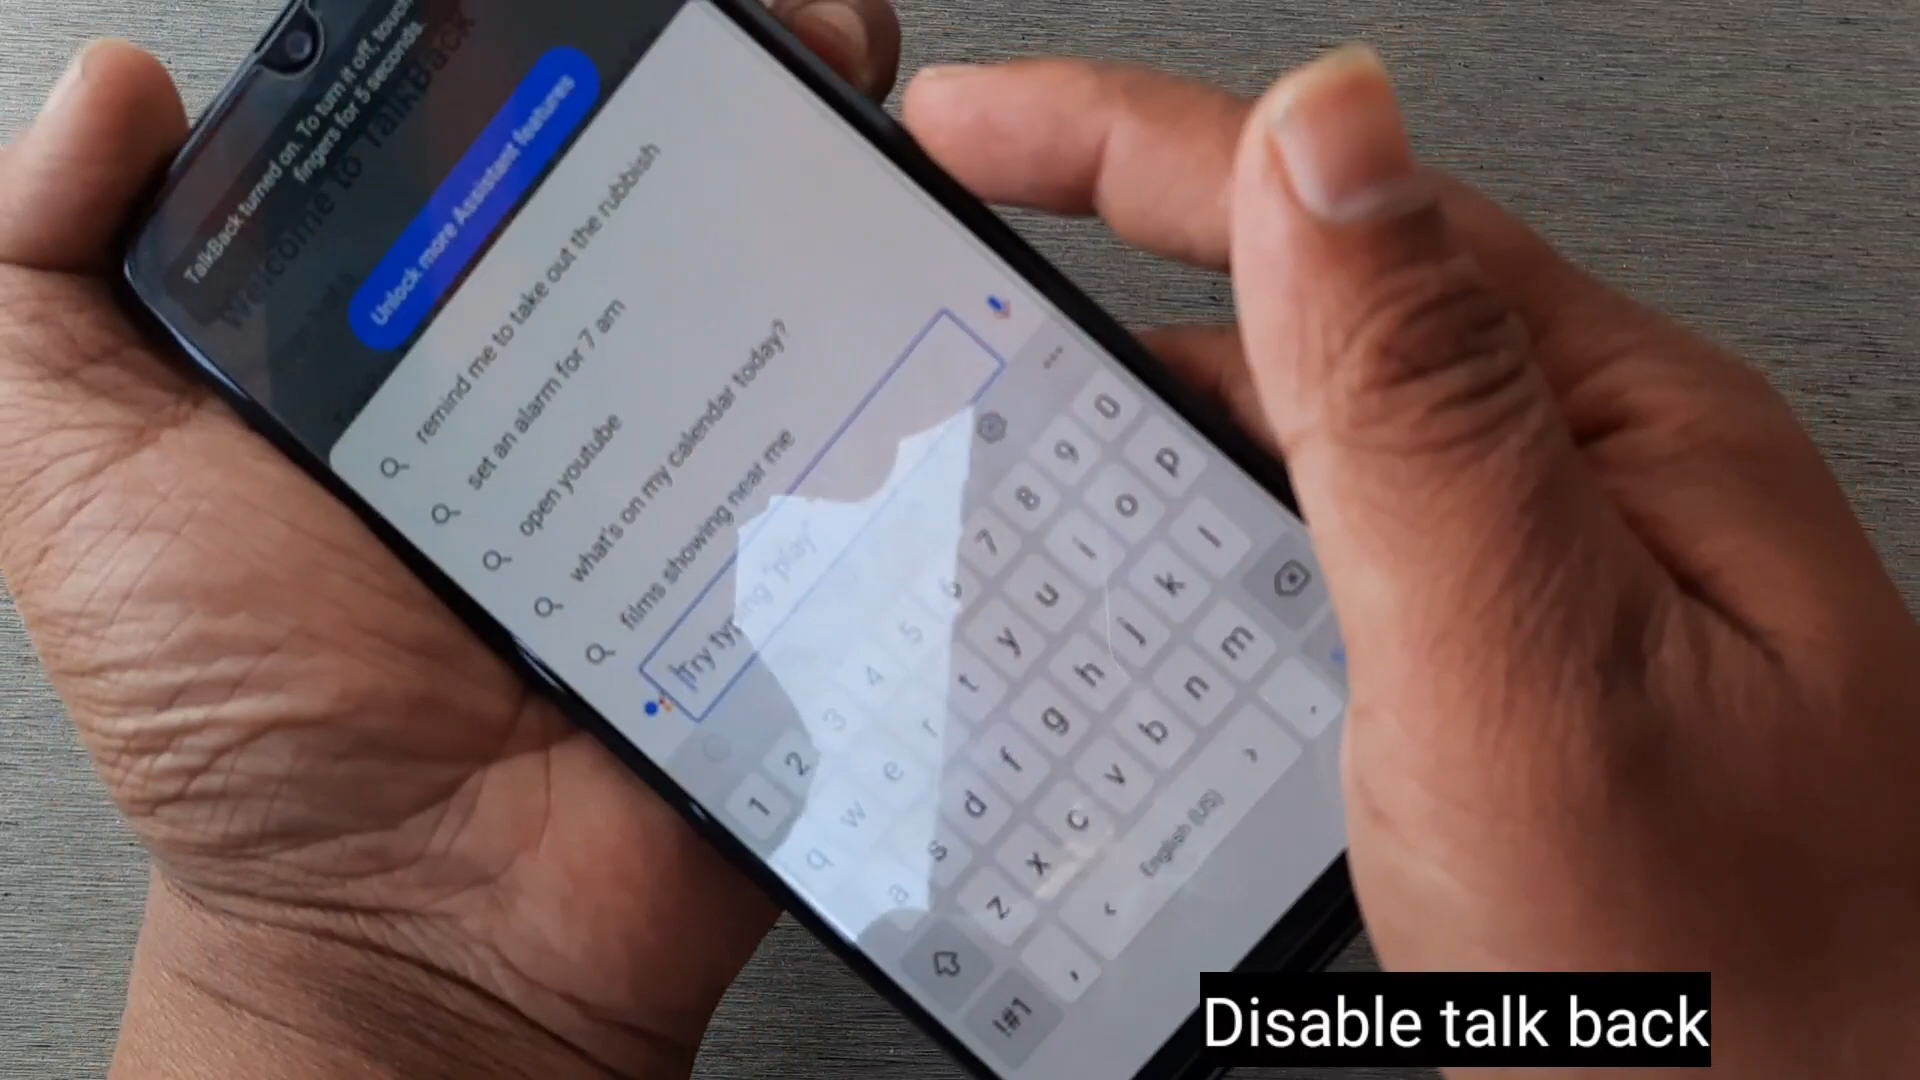 TalkBack turned on. To turn it off, touch
fingers for 5 seconds.
Welcome to TalkBack
Unlock more Assistant features
remind me to take out the rubbish
set an alarm for 7 am
open youtube
what's on my calendar today?
films showing near me
Try typing "play"
1 2 3 4 5 6 7 8 9 0
q w e r t y u i o p
a s d f g h j k l
z x c v b n m
!#1 , < English (US) > .
Disable talk back